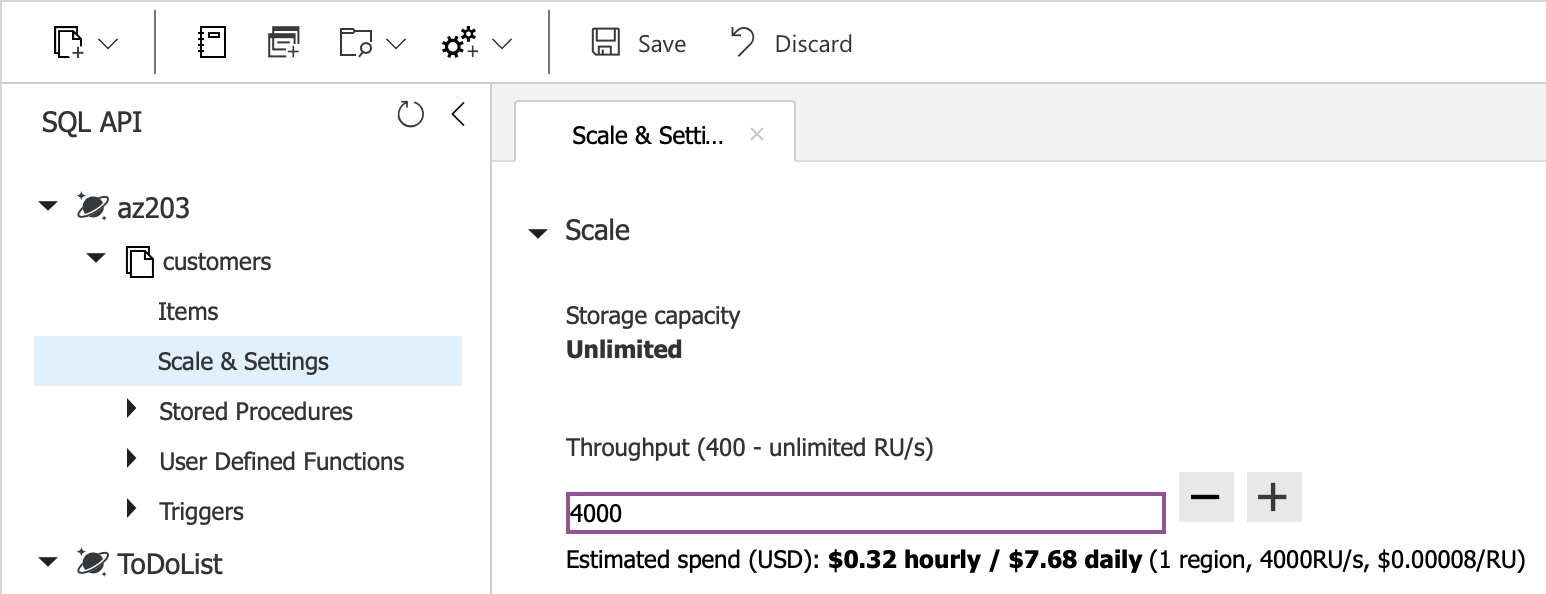 Save
Discard
SQL API
az203
customers
Items
Scale & Settings
Stored Procedures
User Defined Functions
Triggers
ToDoList
Scale & Setti...
Scale
Storage capacity
Unlimited
Throughput (400 - unlimited RU/s)
4000
Estimated spend (USD): $0.32 hourly / $7.68 daily (1 region, 4000RU/s, $0.00008/RU)